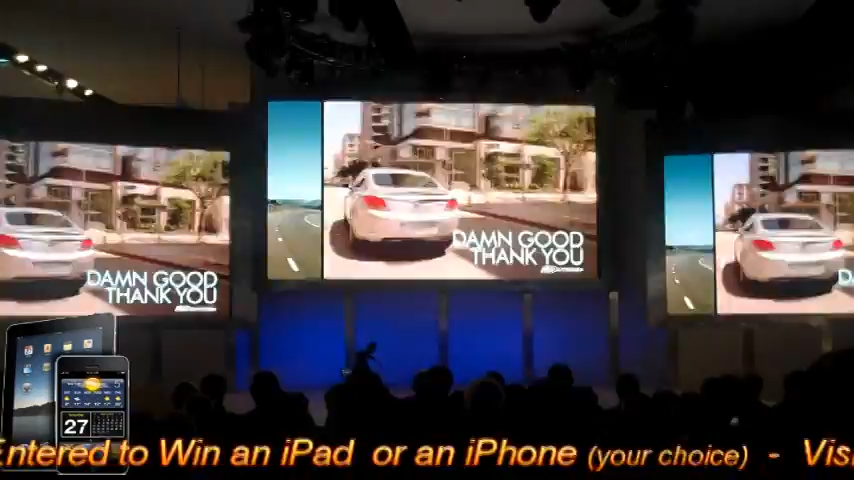 DAMN GOOD
THANK YOU
DAMN GOOD
THANK YOU
27
Entered to Win an iPad or an iPhone (your choice) -